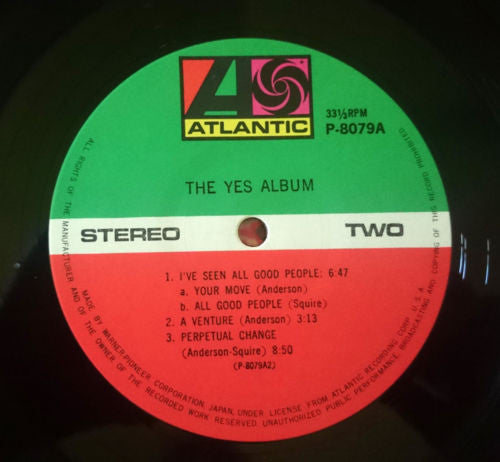 ATLANTIC
33⅓RPM
P-8079A
THE YES ALBUM
STEREO
TWO
1. I'VE SEEN ALL GOOD PEOPLE: 6:47
a. YOUR MOVE (Anderson)
b. ALL GOOD PEOPLE (Squire)
2. A VENTURE (Anderson) 3:13
3. PERPETUAL CHANGE
(Anderson-Squire) 8:50
(P-8079A2)
MADE BY WARNER-PIONEER CORPORATION, JAPAN, UNDER LICENSE FROM ATLANTIC RECORDING CORP. U.S.A.
ALL RIGHTS OF THE MANUFACTURER AND OF THE OWNER OF THE RECORDED WORK RESERVED UNAUTHORIZED PUBLIC PERFORMANCE, BROADCASTING AND COPYING OF THIS RECORD PROHIBITED